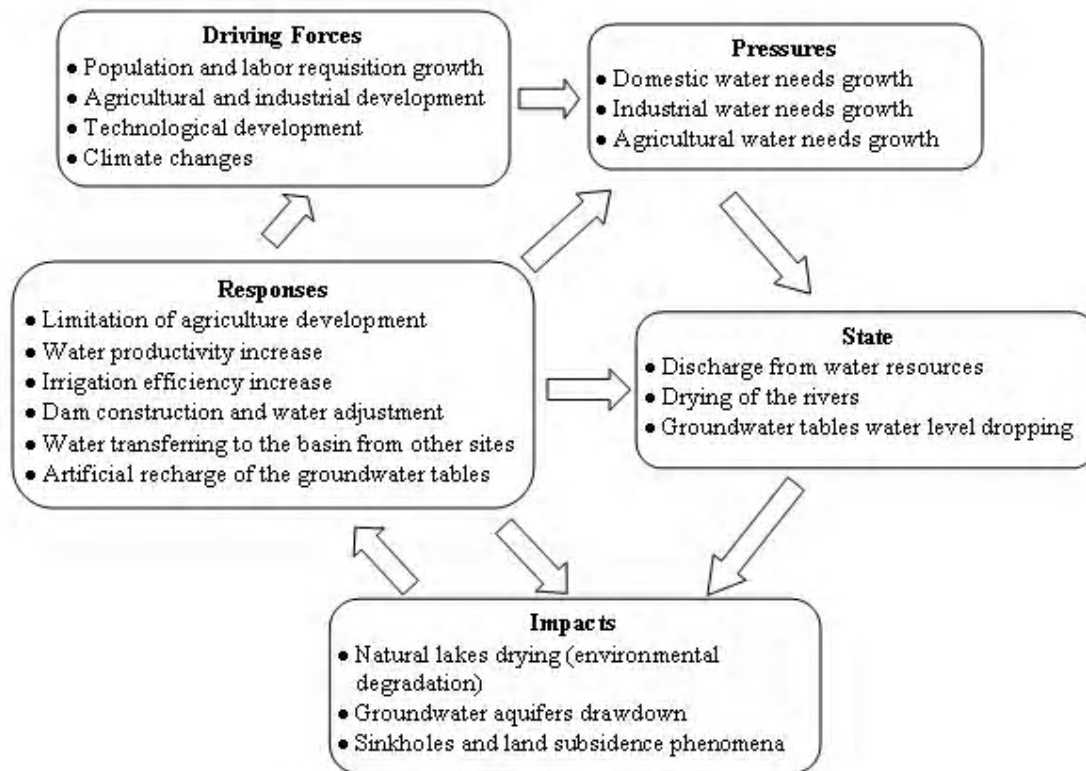 Driving Forces
● Population and labor requisition growth
● Agricultural and industrial development
● Technological development
● Climate changes
Pressures
● Domestic water needs growth
● Industrial water needs growth
● Agricultural water needs growth
Responses
● Limitation of agriculture development
● Water productivity increase
● Irrigation efficiency increase
● Dam construction and water adjustment
● Water transferring to the basin from other sites
● Artificial recharge of the groundwater tables
State
● Discharge from water resources
● Drying of the rivers
● Groundwater tables water level dropping
Impacts
● Natural lakes drying (environmental
degradation)
● Groundwater aquifers drawdown
● Sinkholes and land subsidence phenomena